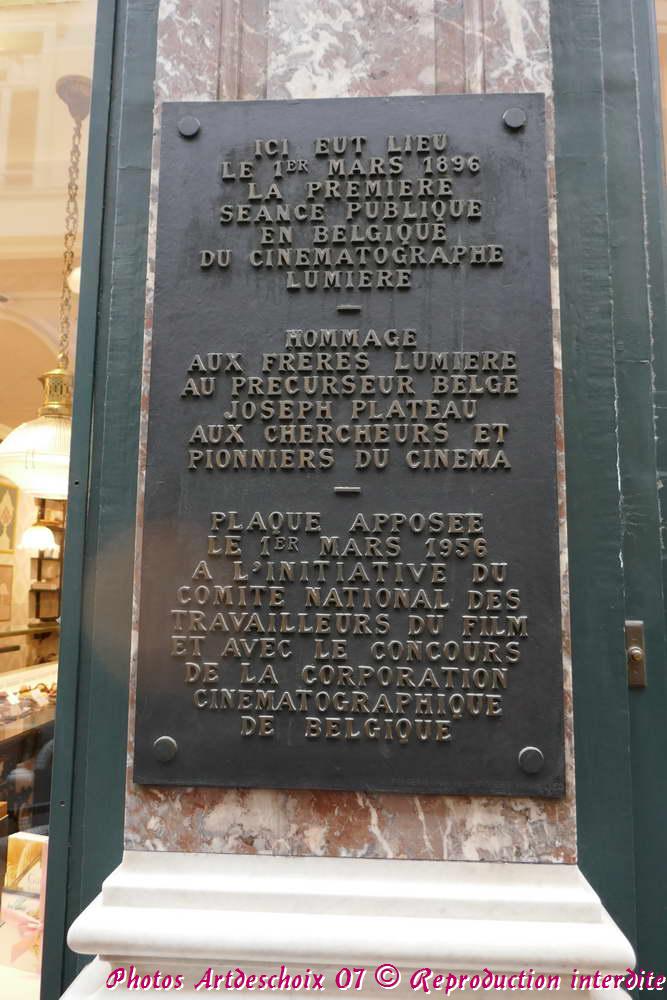 ICI EUT LIEU
LE 1ER MARS 1896
LA PREMIERE
SEANCE PUBLIQUE
EN BELGIQUE
DU CINEMATOGRAPHE
LUMIERE
—
HOMMAGE
AUX FRERES LUMIERE
AU PRECURSEUR BELGE
JOSEPH PLATEAU
AUX CHERCHEURS ET
PIONNIERS DU CINEMA
—
PLAQUE APPOSEE
LE 1ER MARS 1956
A L'INITIATIVE DU
COMITE NATIONAL DES
TRAVAILLEURS DU FILM
ET AVEC LE CONCOURS
DE LA CORPORATION
CINEMATOGRAPHIQUE
DE BELGIQUE
Photos Artdeschoix 07 © Reproduction interdite